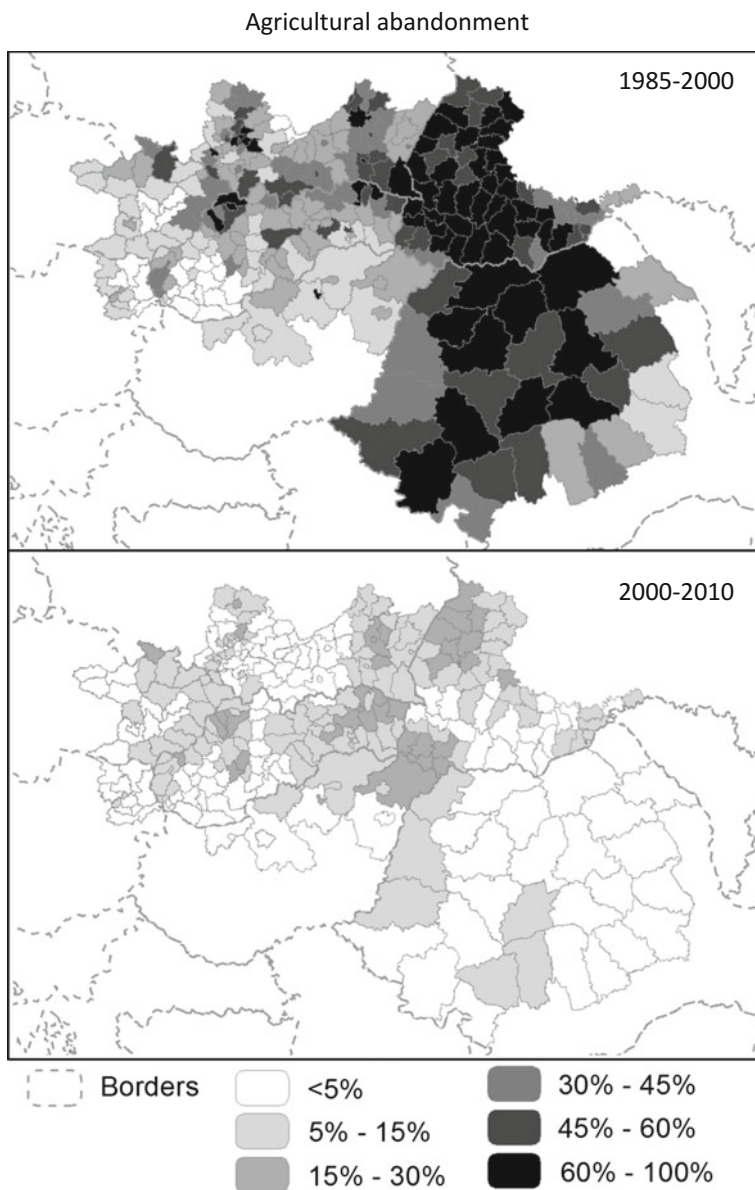 Agricultural abandonment
1985-2000
2000-2010
Borders
<5%
5% - 15%
15% - 30%
30% - 45%
45% - 60%
60% - 100%